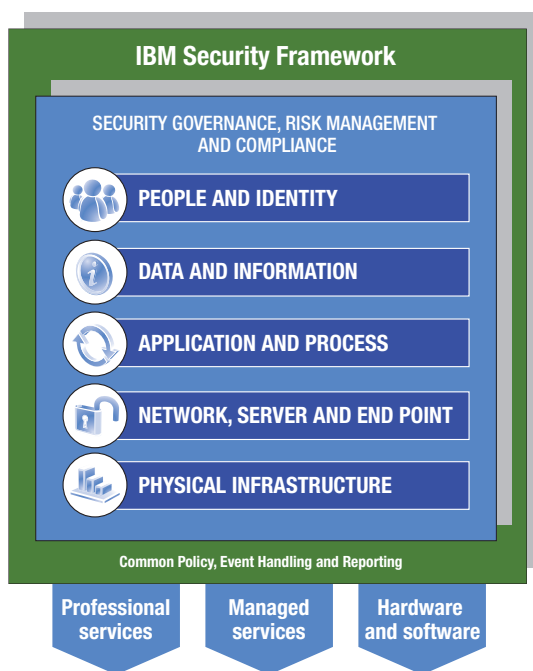 IBM Security Framework
SECURITY GOVERNANCE, RISK MANAGEMENT
AND COMPLIANCE
PEOPLE AND IDENTITY
DATA AND INFORMATION
APPLICATION AND PROCESS
NETWORK, SERVER AND END POINT
PHYSICAL INFRASTRUCTURE
Common Policy, Event Handling and Reporting
Professional
services
Managed
services
Hardware
and software